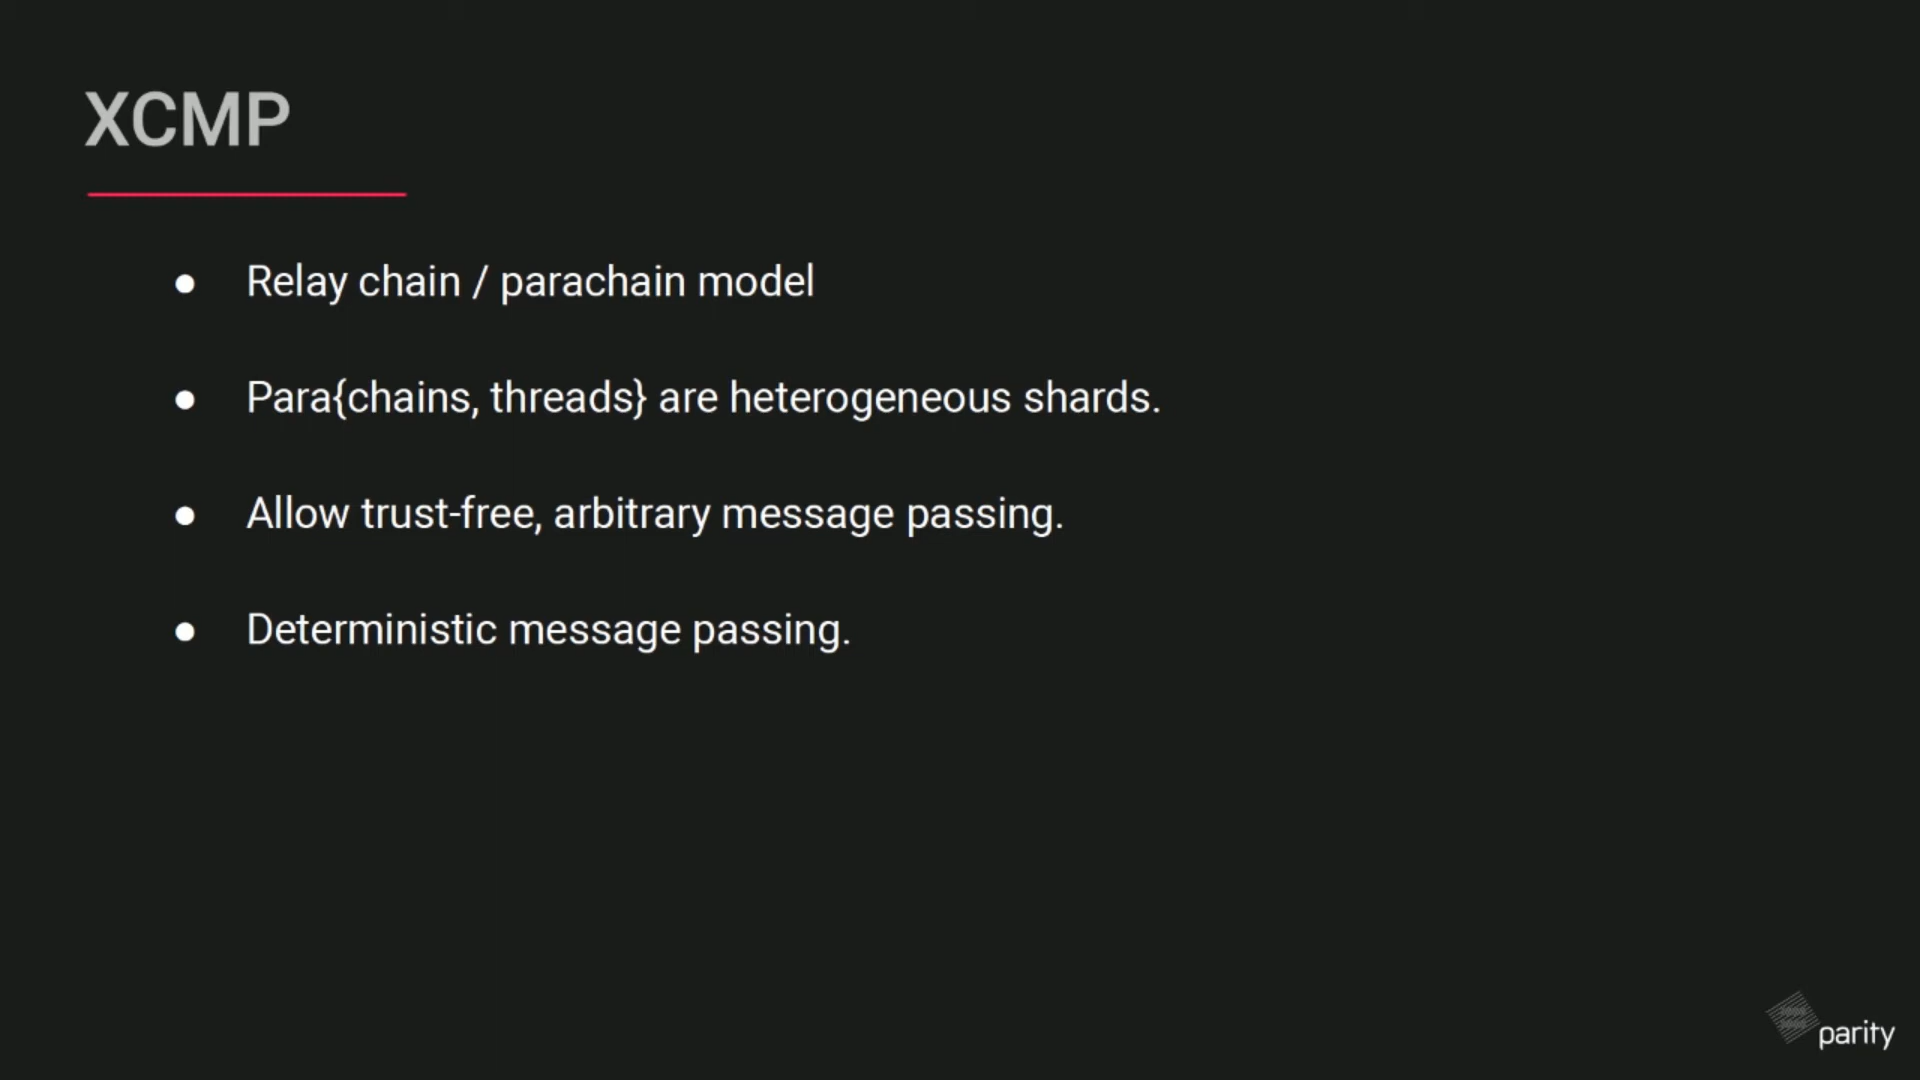 XCMP
● Relay chain / parachain model
● Para{chains, threads} are heterogeneous shards.
● Allow trust-free, arbitrary message passing.
● Deterministic message passing.
parity